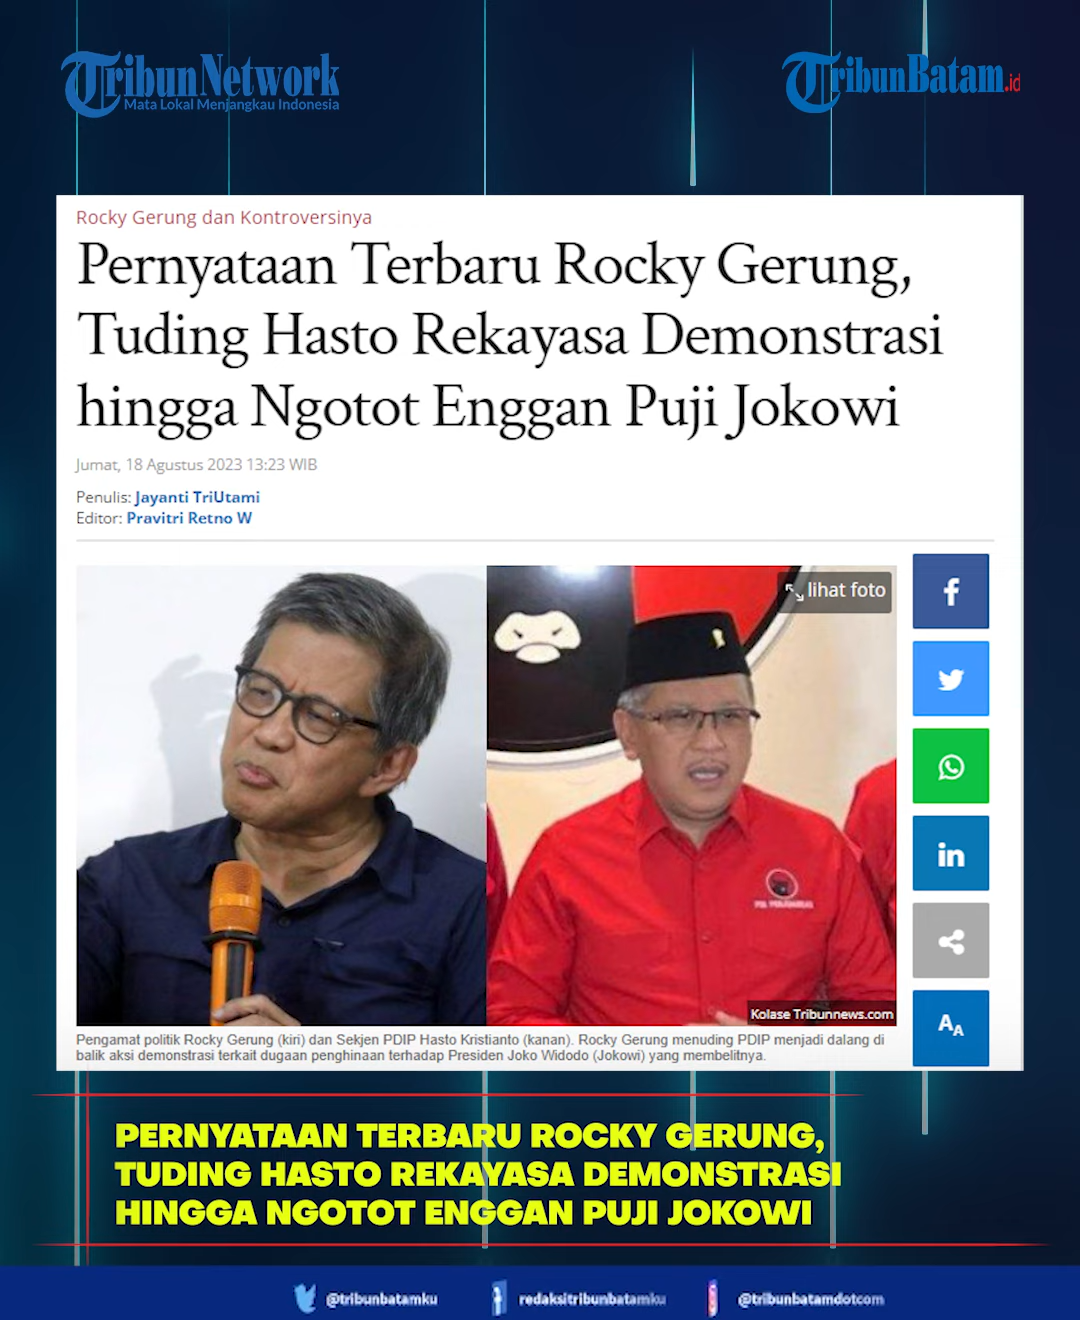 TribunNetwork
Mata Lokal Menjangkau Indonesia
TribunBatam.id
Rocky Gerung dan Kontroversinya
Pernyataan Terbaru Rocky Gerung,
Tuding Hasto Rekayasa Demonstrasi
hingga Ngotot Enggan Puji Jokowi
Jumat, 18 Agustus 2023 13:23 WIB
Penulis: Jayanti TriUtami
Editor: Pravitri Retno W
lihat foto
PDI PERJUANGAN
Kolase Tribunnews.com
Pengamat politik Rocky Gerung (kiri) dan Sekjen PDIP Hasto Kristianto (kanan). Rocky Gerung menuding PDIP menjadi dalang di
balik aksi demonstrasi terkait dugaan penghinaan terhadap Presiden Joko Widodo (Jokowi) yang membelitnya.
AA
PERNYATAAN TERBARU ROCKY GERUNG,
TUDING HASTO REKAYASA DEMONSTRASI
HINGGA NGOTOT ENGGAN PUJI JOKOWI
@tribunbatamku
redaksitribunbatamku
@tribunbatamdotcom